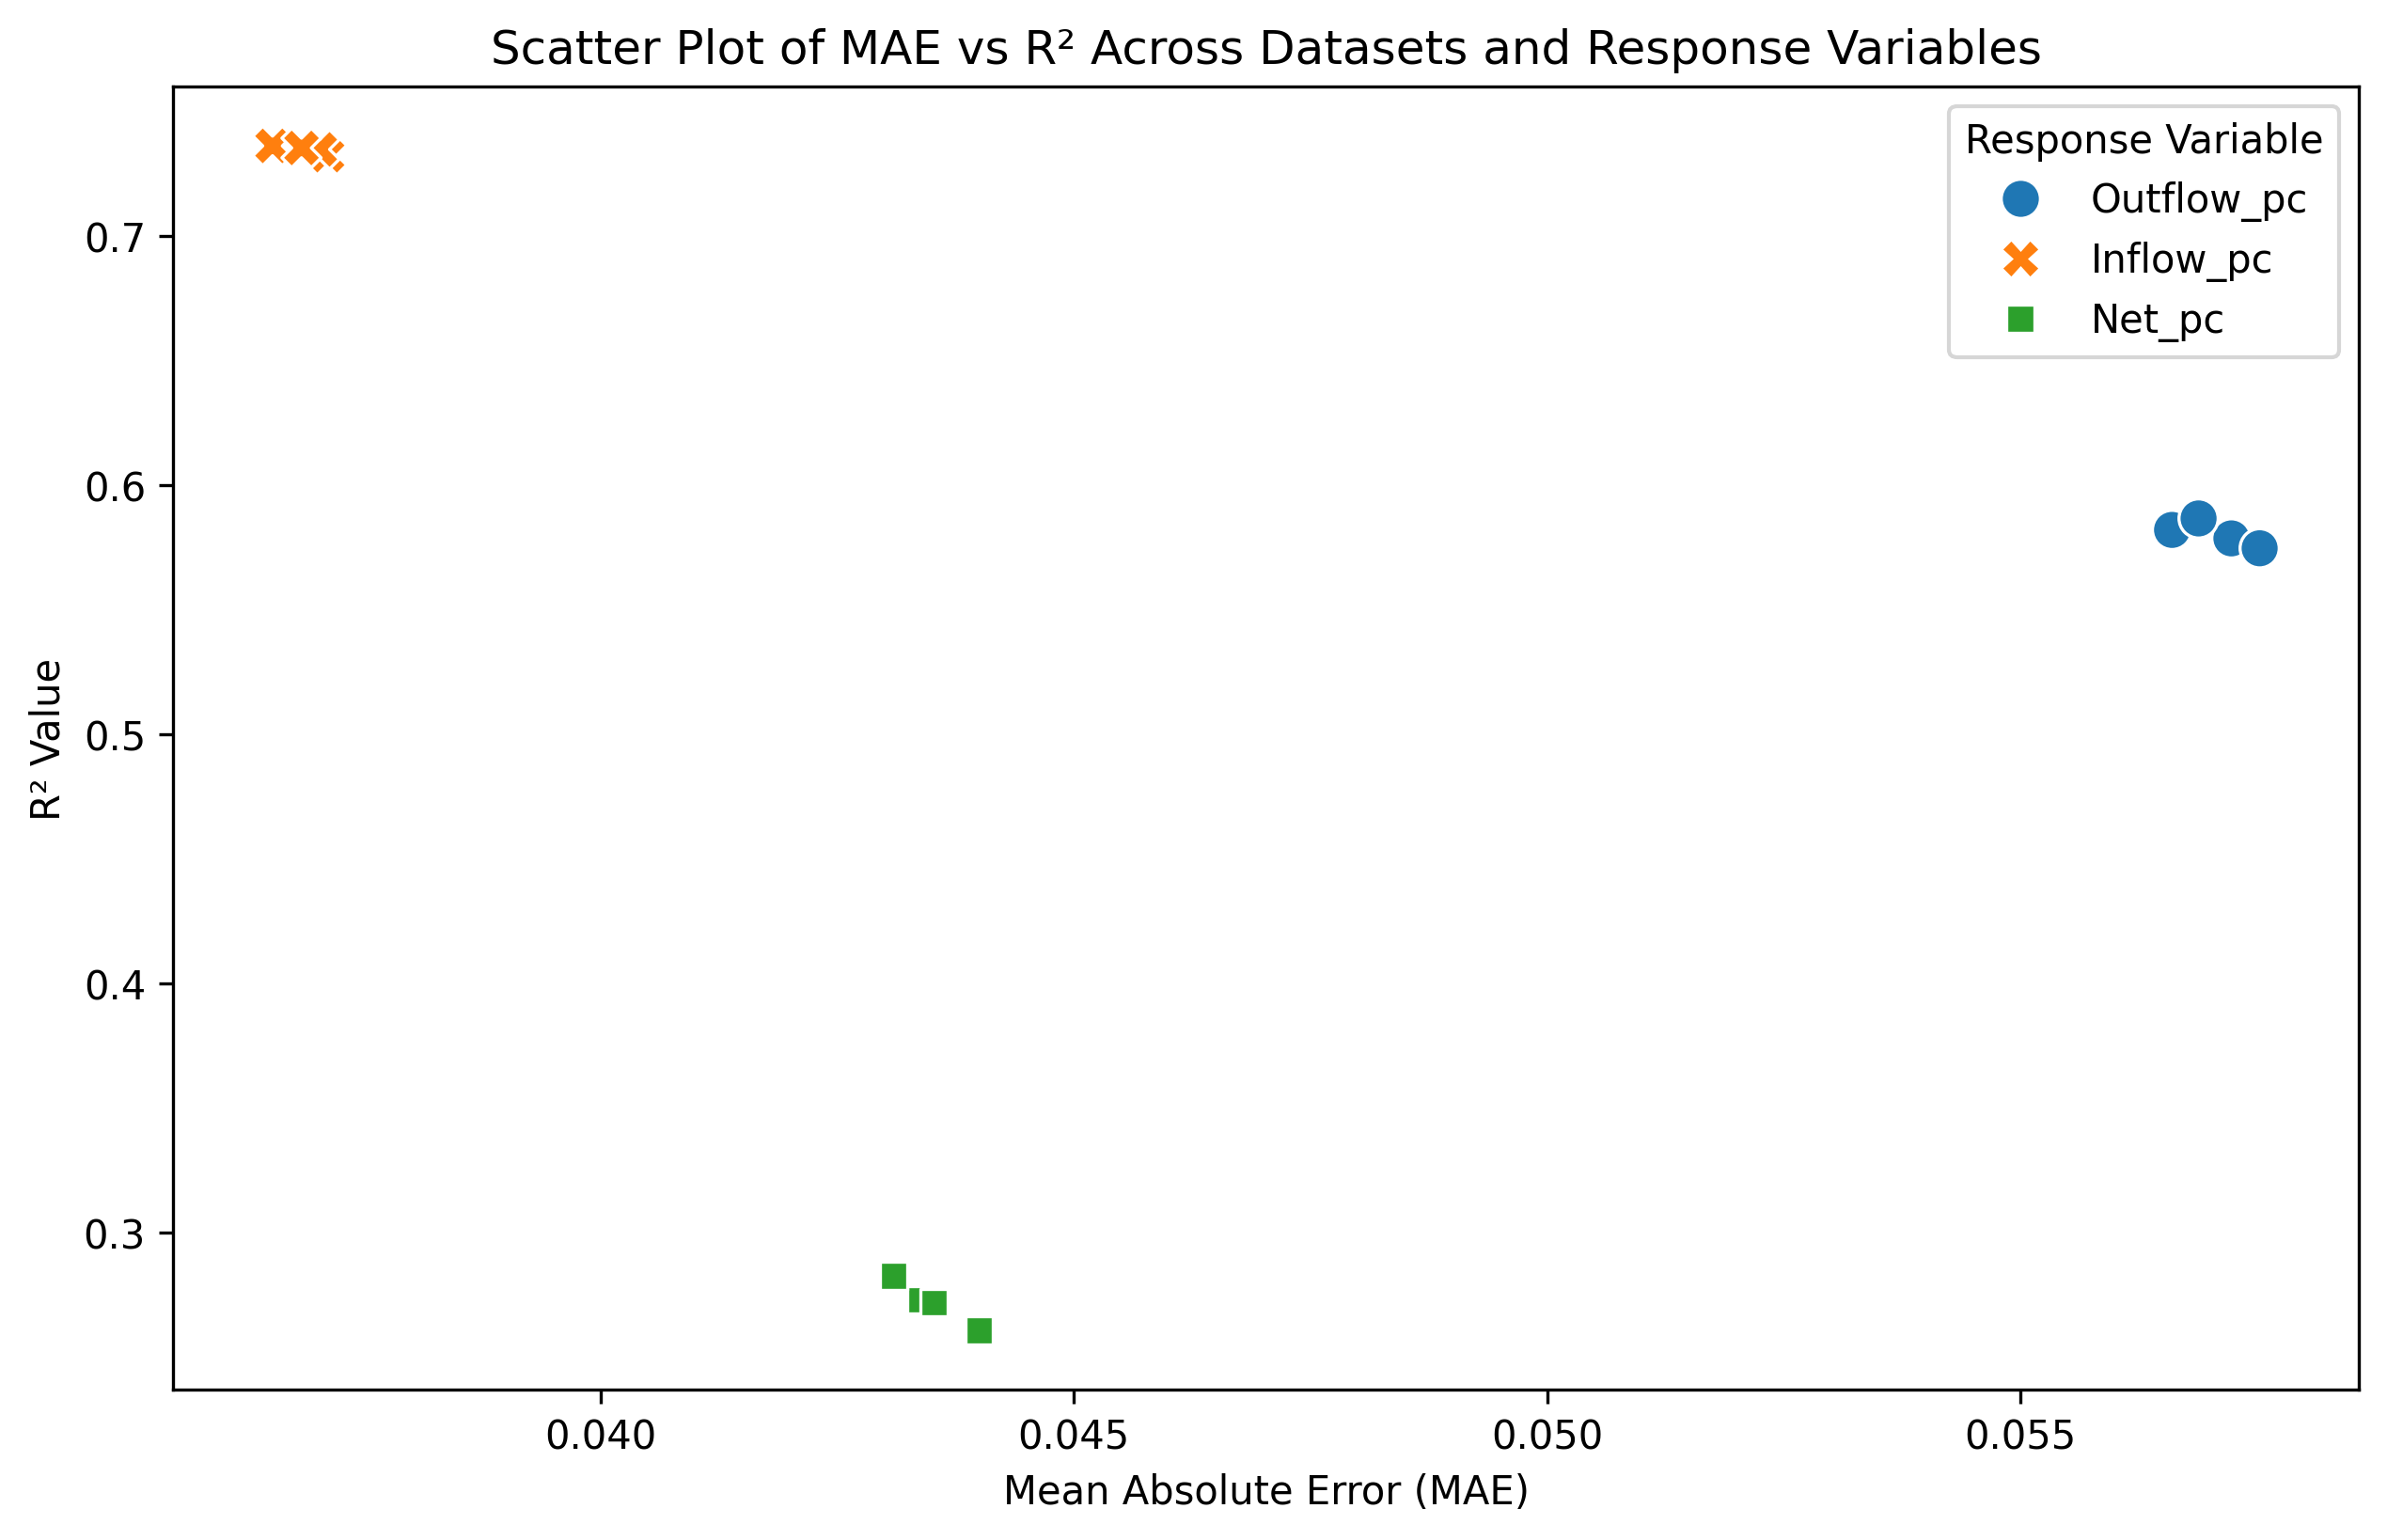 Scatter Plot of MAE vs R² Across Datasets and Response Variables
Response Variable
Outflow_pc
Inflow_pc
Net_pc
R² Value
0.7
0.6
0.5
0.4
0.3
0.040
0.045
0.050
0.055
Mean Absolute Error (MAE)